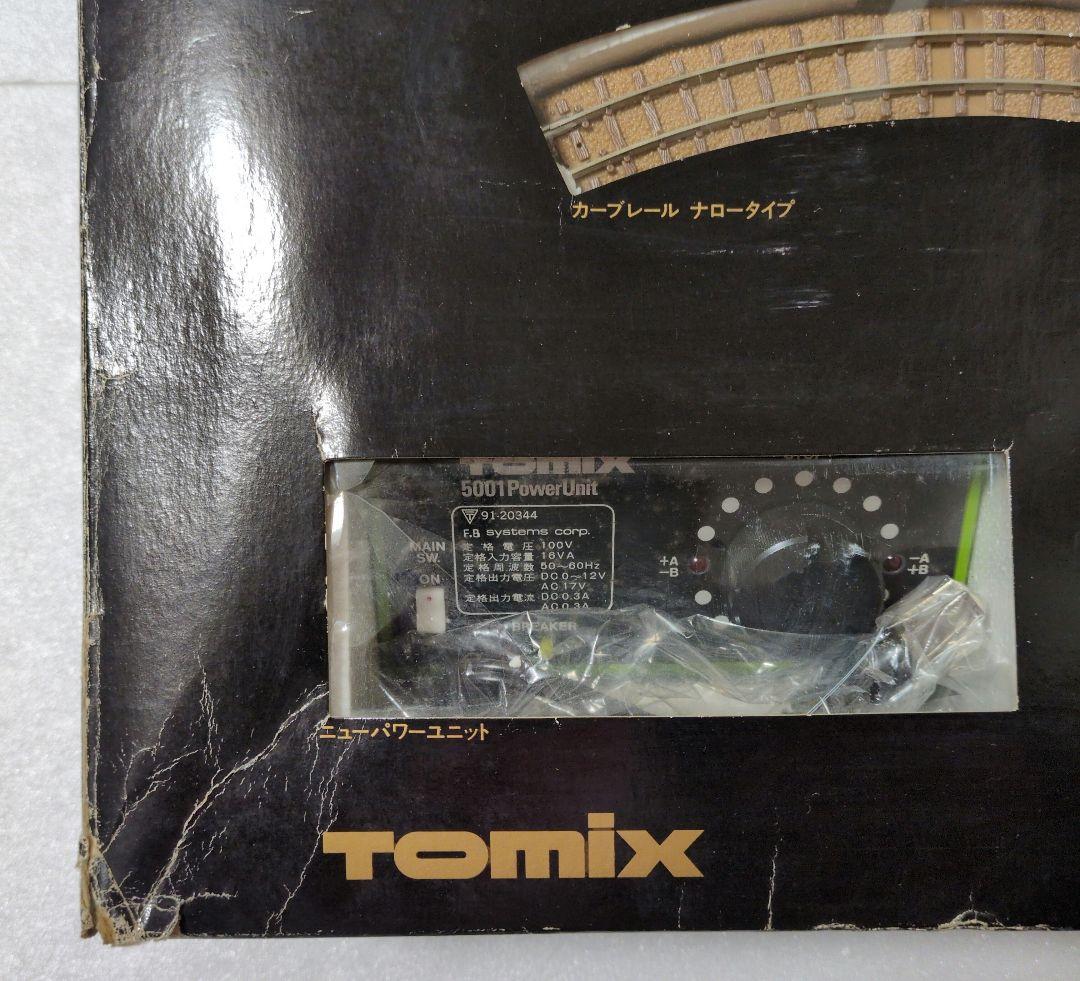 カーブレール ナロータイプ
TOMIX
5001 PowerUnit
91-20344
F.B systems corp.
定格電圧 100V
定格入力容量 16VA
定格周波数 50～60Hz
定格出力電圧 DC0～12V
AC17V
定格出力電流 DC0.3A
AC0.3A
MAIN
SW.
ON
BREAKER
+A
−B
−A
+B
ニューパワーユニット
TOMIX